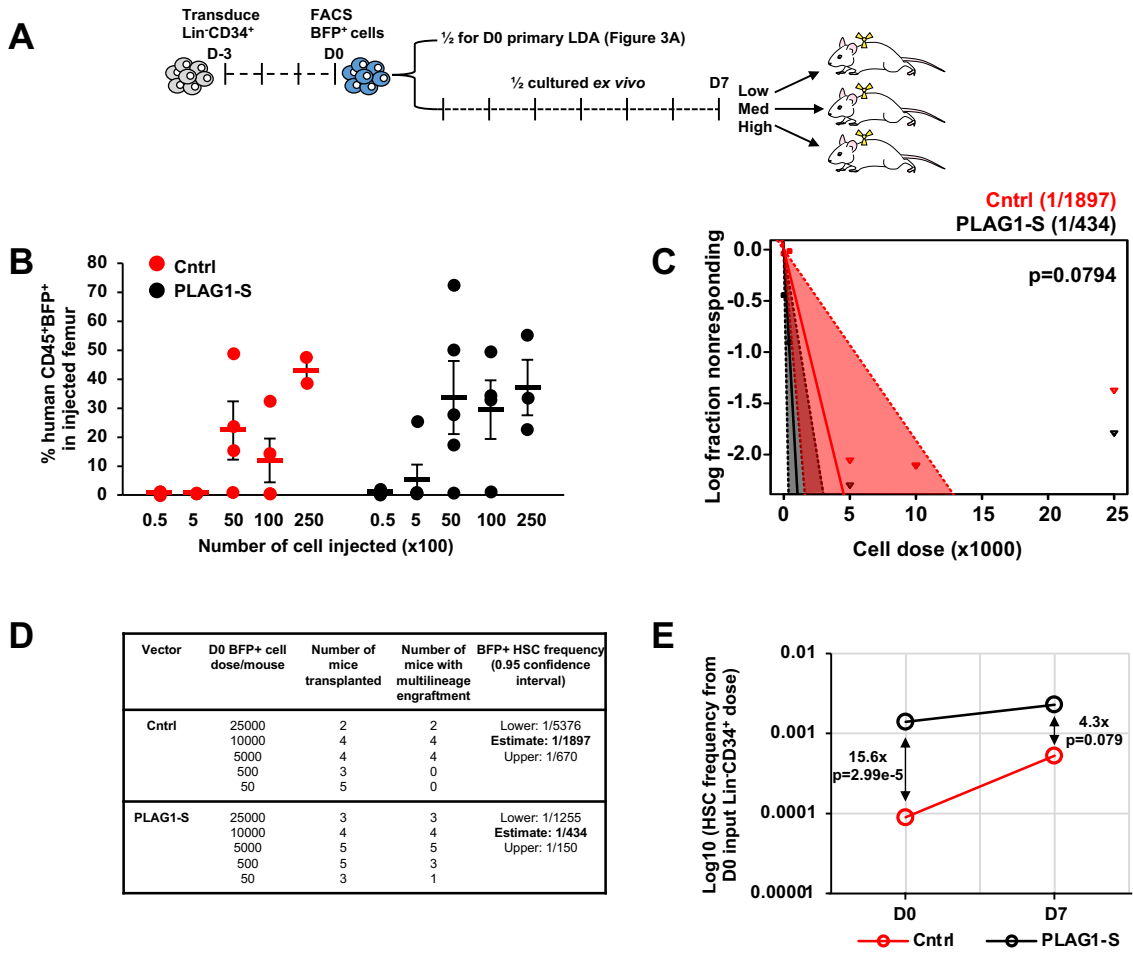 A
Transduce
Lin⁻CD34⁺
D-3
FACS
BFP⁺ cells
D0
½ for D0 primary LDA (Figure 3A)
½ cultured ex vivo
D7
Low
Med
High
B
Cntrl
PLAG1-S
% human CD45⁺BFP⁺
in injected femur
80
70
60
50
40
30
20
10
0
0.5 5 50 100 250 0.5 5 50 100 250
Number of cell injected (x100)
C
Cntrl (1/1897)
PLAG1-S (1/434)
p=0.0794
Log fraction nonresponding
0.0
-0.5
-1.0
-1.5
-2.0
0 5 10 15 20 25
Cell dose (x1000)
D
Vector D0 BFP+ cell Number of Number of BFP+ HSC frequency
dose/mouse mice mice with (0.95 confidence
transplanted multilineage interval)
engraftment
Cntrl 25000 2 2 Lower: 1/5376
10000 4 4 Estimate: 1/1897
5000 4 4 Upper: 1/670
500 3 0
50 5 0
PLAG1-S 25000 3 3 Lower: 1/1255
10000 4 4 Estimate: 1/434
5000 5 5 Upper: 1/150
500 5 3
50 3 1
E
Log10 (HSC frequency from
D0 input Lin⁻CD34⁺ dose)
0.01
0.001
0.0001
0.00001
15.6x
p=2.99e-5
4.3x
p=0.079
D0 D7
Cntrl PLAG1-S